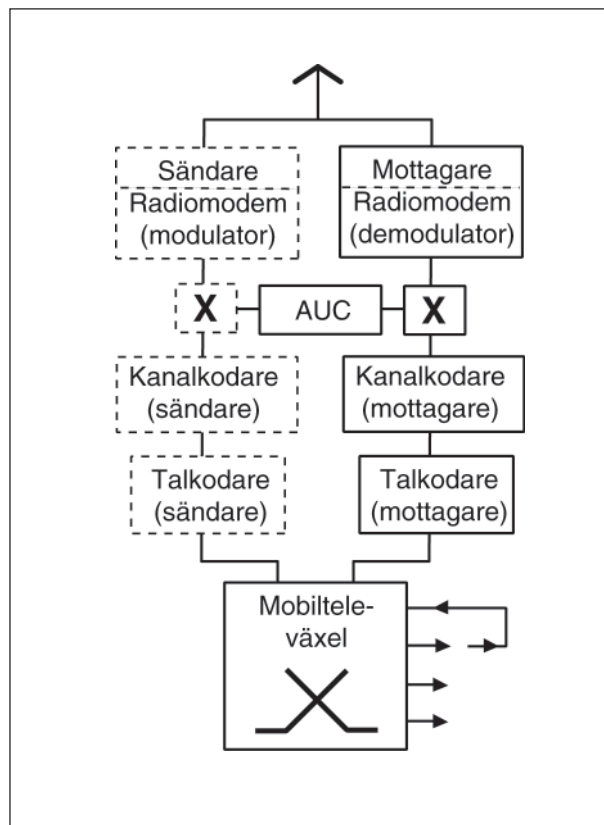 Sändare
Radiomodem
(modulator)
Mottagare
Radiomodem
(demodulator)
X
AUC
X
Kanalkodare
(sändare)
Kanalkodare
(mottagare)
Talkodare
(sändare)
Talkodare
(mottagare)
Mobiltele-
växel